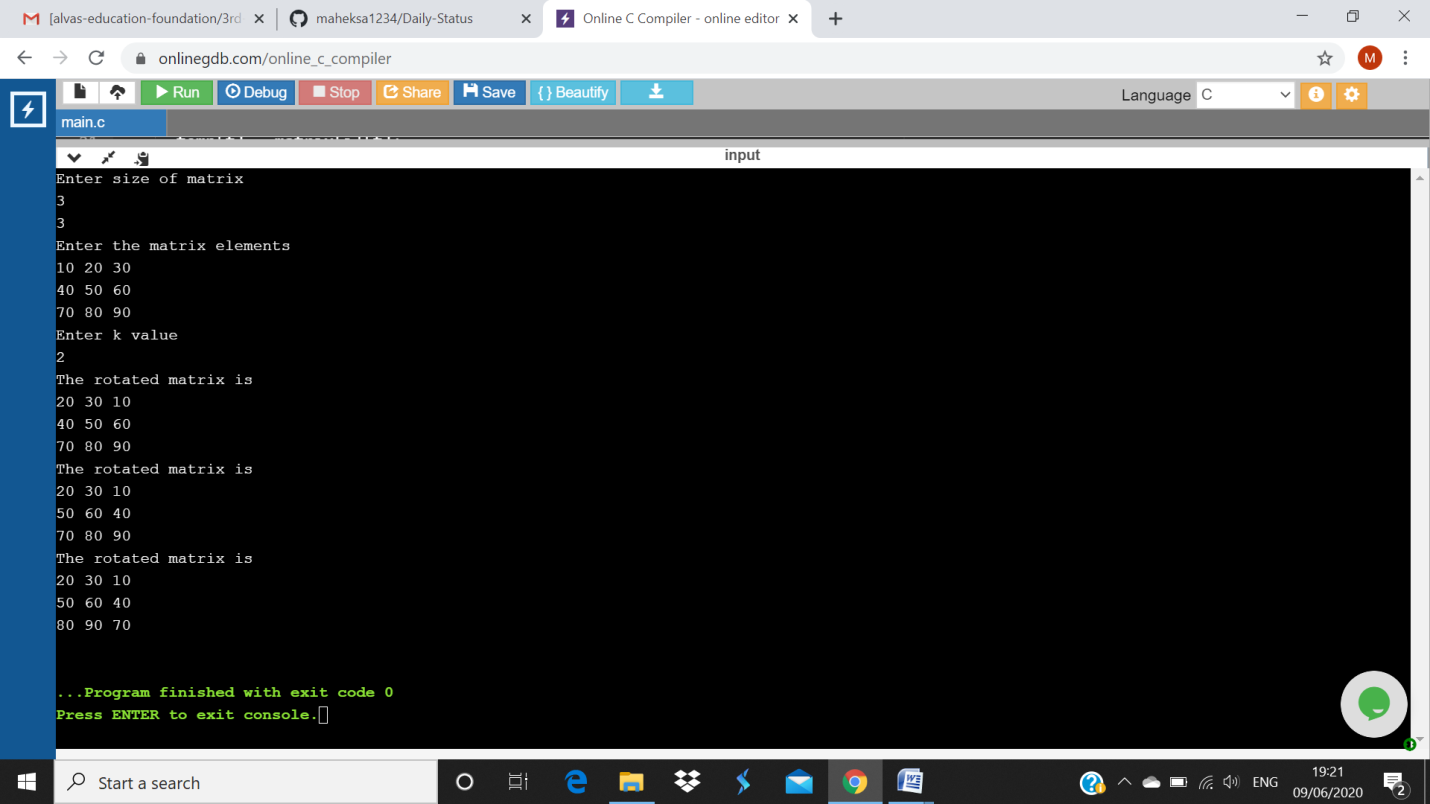 [alvas-education-foundation/3rd
maheksa1234/Daily-Status
Online C Compiler - online editor
onlinegdb.com/online_c_compiler
M
Run
Debug
Stop
Share
Save
{ } Beautify
Language C
main.c
input
Enter size of matrix
3
3
Enter the matrix elements
10 20 30
40 50 60
70 80 90
Enter k value
2
The rotated matrix is
20 30 10
40 50 60
70 80 90
The rotated matrix is
20 30 10
50 60 40
70 80 90
The rotated matrix is
20 30 10
50 60 40
80 90 70
...Program finished with exit code 0
Press ENTER to exit console.
Start a search
ENG
19:21
09/06/2020
2